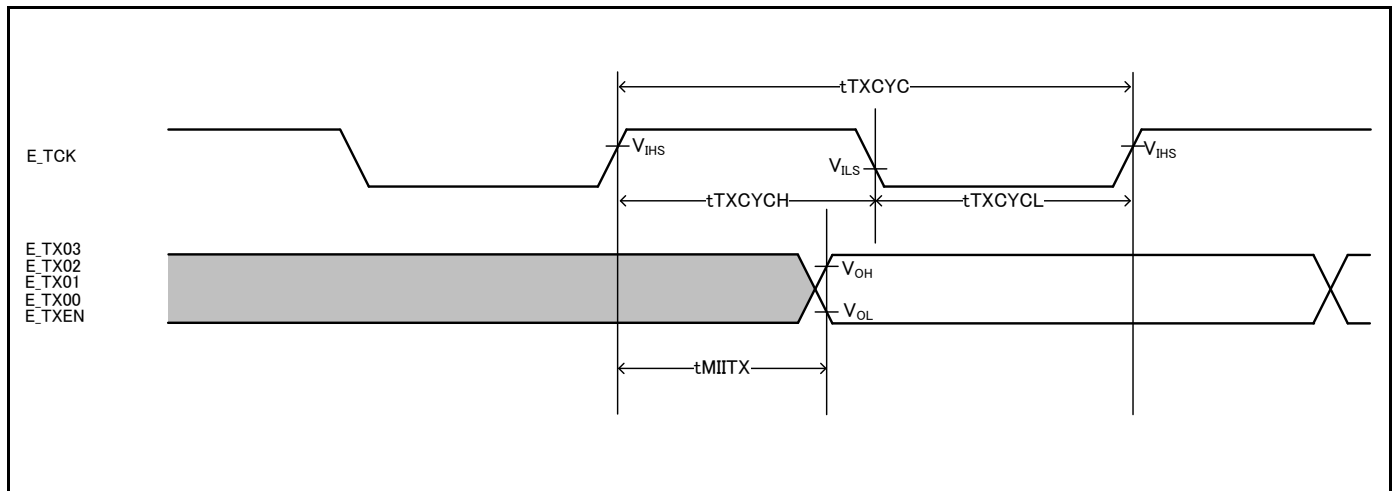 tTXCYC
E_TCK
VIHS
VILS
VIHS
tTXCYCH
tTXCYCL
E_TX03
E_TX02
E_TX01
E_TX00
E_TXEN
VOH
VOL
tMIITX